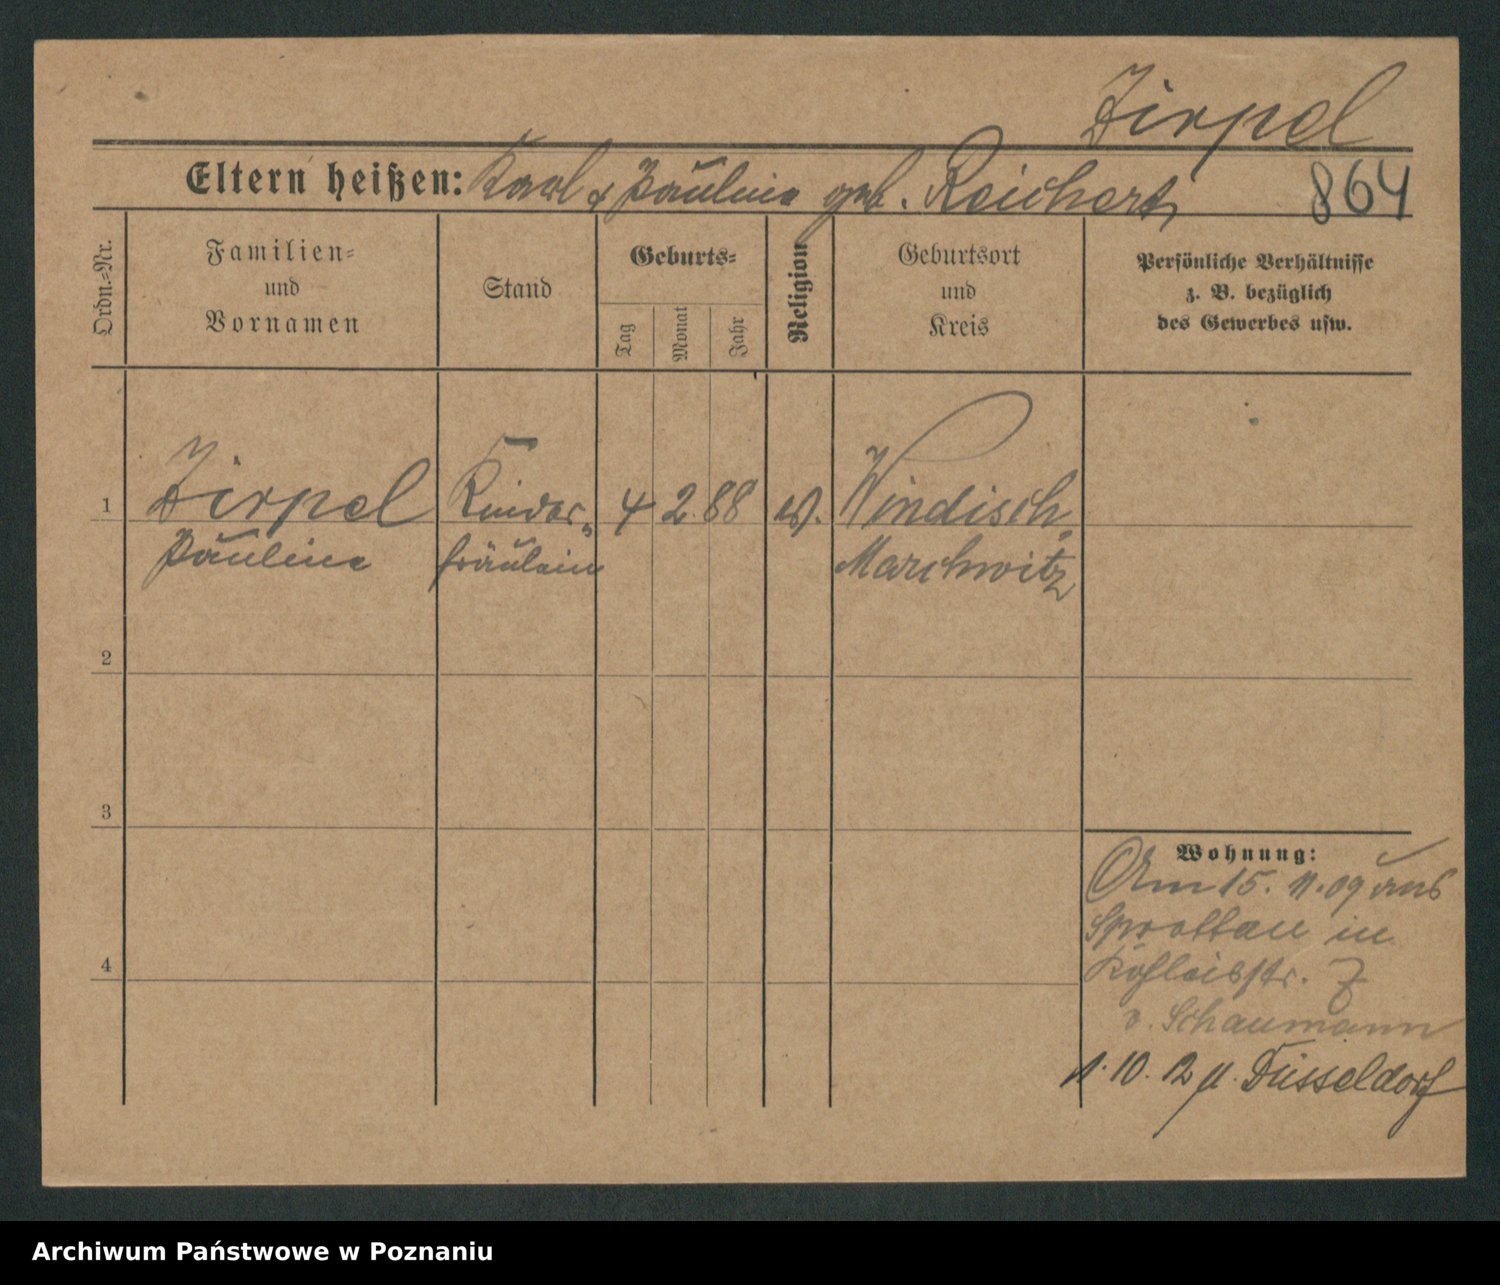 Zirpel
Eltern heißen: Karl & Pauline geb. Reichert
864
Ordn.=Nr.
Familien=
und
Vornamen
Stand
Geburts=
Tag
Monat
Jahr
Religion
Geburtsort
und
Kreis
Persönliche Verhältnisse
z. B. bezüglich
des Gewerbes usw.
1
Zirpel
Pauline
Kinder=
fräulein
4 2. 88
ev.
Windisch=
Marchwitz
2
3
4
Wohnung:
Am 15. 11. 09 aus
Sprottau in
7
v. Schaumann
1. 10. 12 n. Düsseldorf
Archiwum Państwowe w Poznaniu